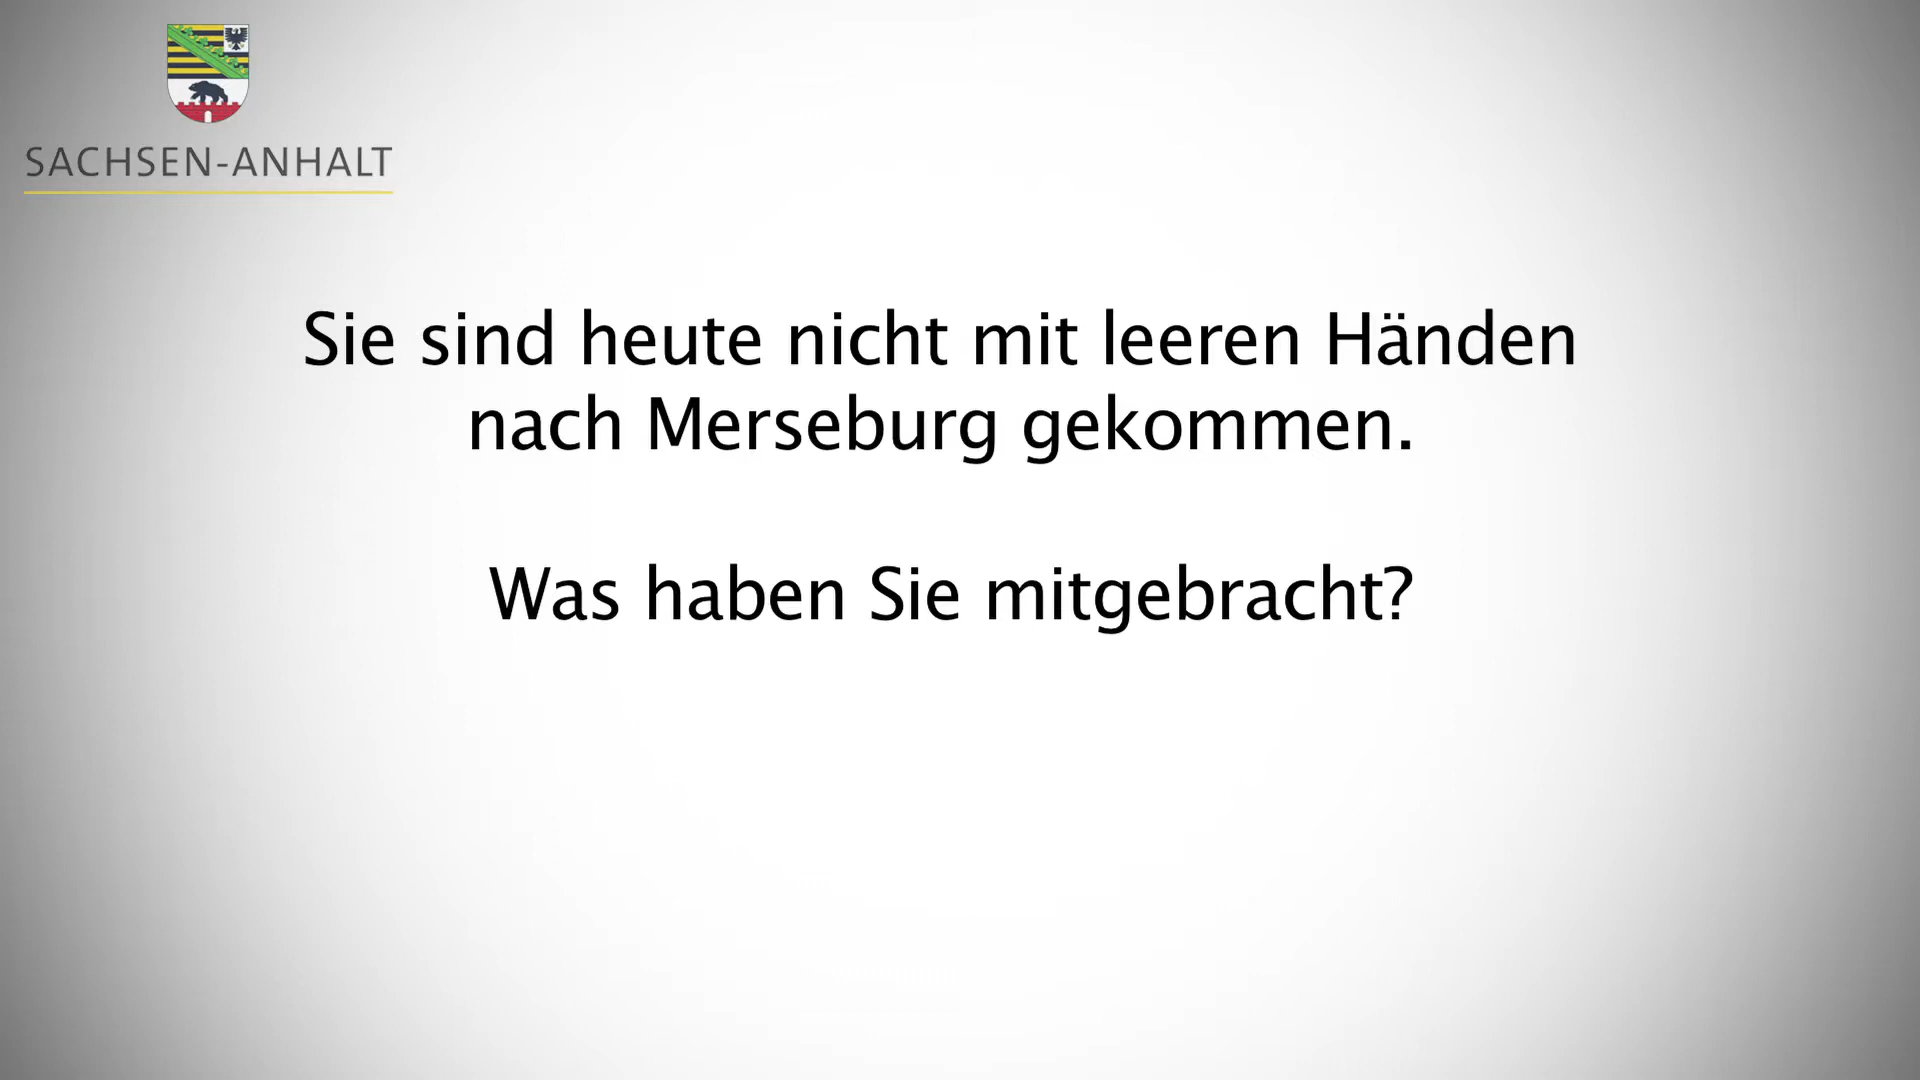 SACHSEN-ANHALT
Sie sind heute nicht mit leeren Händen
nach Merseburg gekommen.
Was haben Sie mitgebracht?